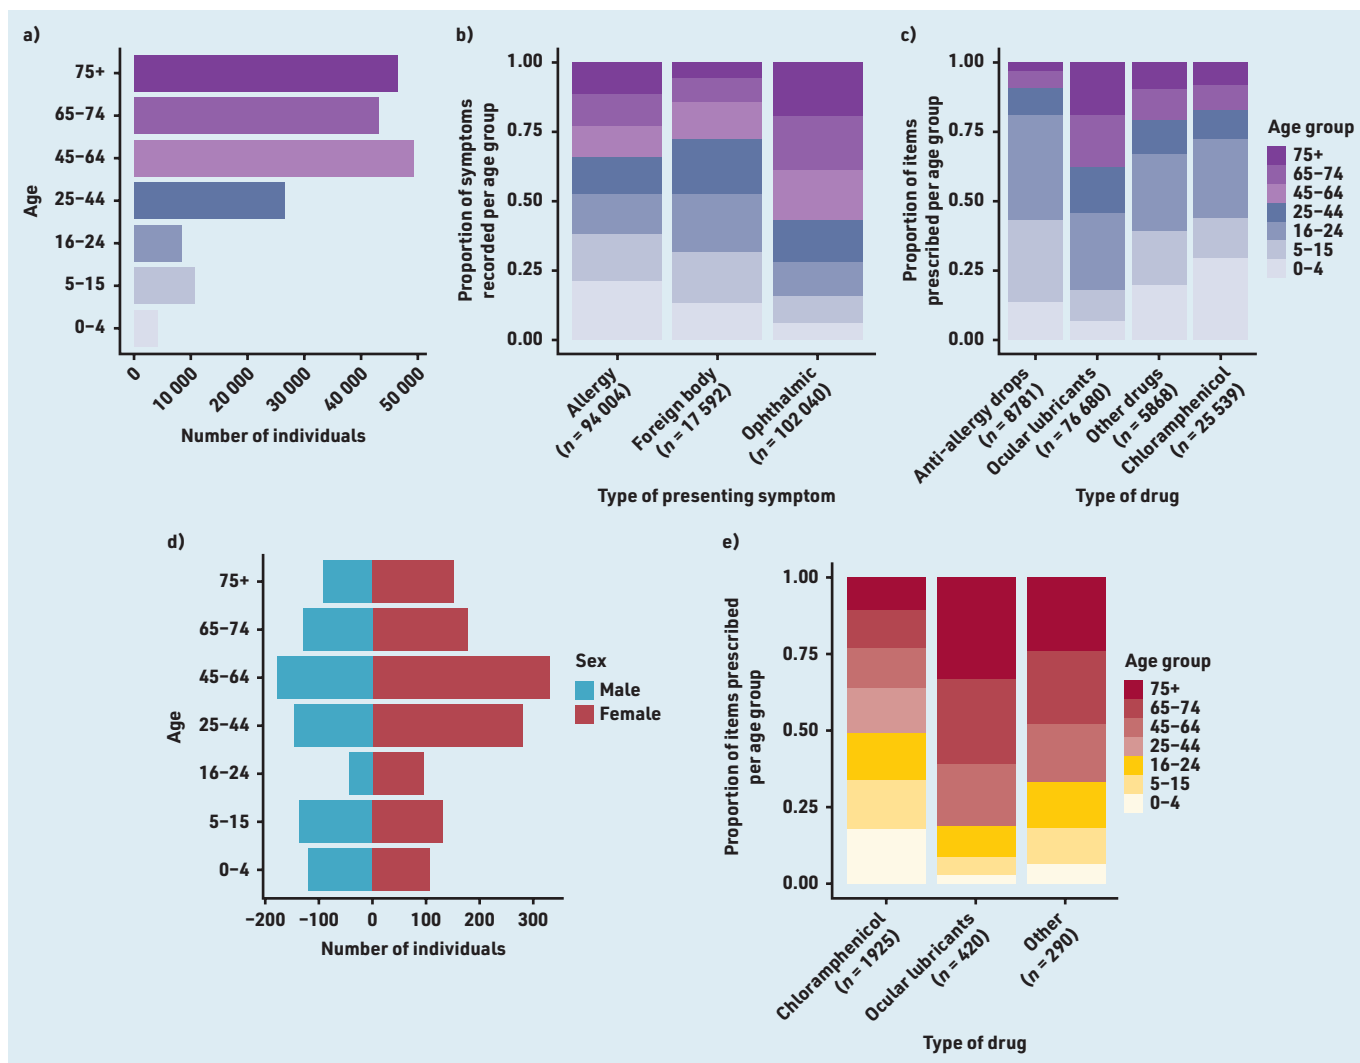 a)
75+
65–74
45–64
25–44
16–24
5–15
0–4
Age
0
10 000
20 000
30 000
40 000
50 000
Number of individuals
b)
1.00
0.75
0.50
0.25
0.00
Proportion of symptoms
recorded per age group
Allergy
(n = 94 004)
Foreign body
(n = 17 592)
Ophthalmic
(n = 102 040)
Type of presenting symptom
c)
1.00
0.75
0.50
0.25
0.00
Proportion of items
prescribed per age group
Anti-allergy drops
(n = 8781)
Ocular lubricants
(n = 76 680)
Other drugs
(n = 5868)
Chloramphenicol
(n = 25 539)
Type of drug
Age group
75+
65–74
45–64
25–44
16–24
5–15
0–4
d)
75+
65–74
45–64
25–44
16–24
5–15
0–4
Age
−200
−100
0
100
200
300
Number of individuals
Sex
Male
Female
e)
1.00
0.75
0.50
0.25
0.00
Proportion of items prescribed
per age group
Chloramphenicol
(n = 1925)
Ocular lubricants
(n = 420)
Other
(n = 290)
Type of drug
Age group
75+
65–74
45–64
25–44
16–24
5–15
0–4